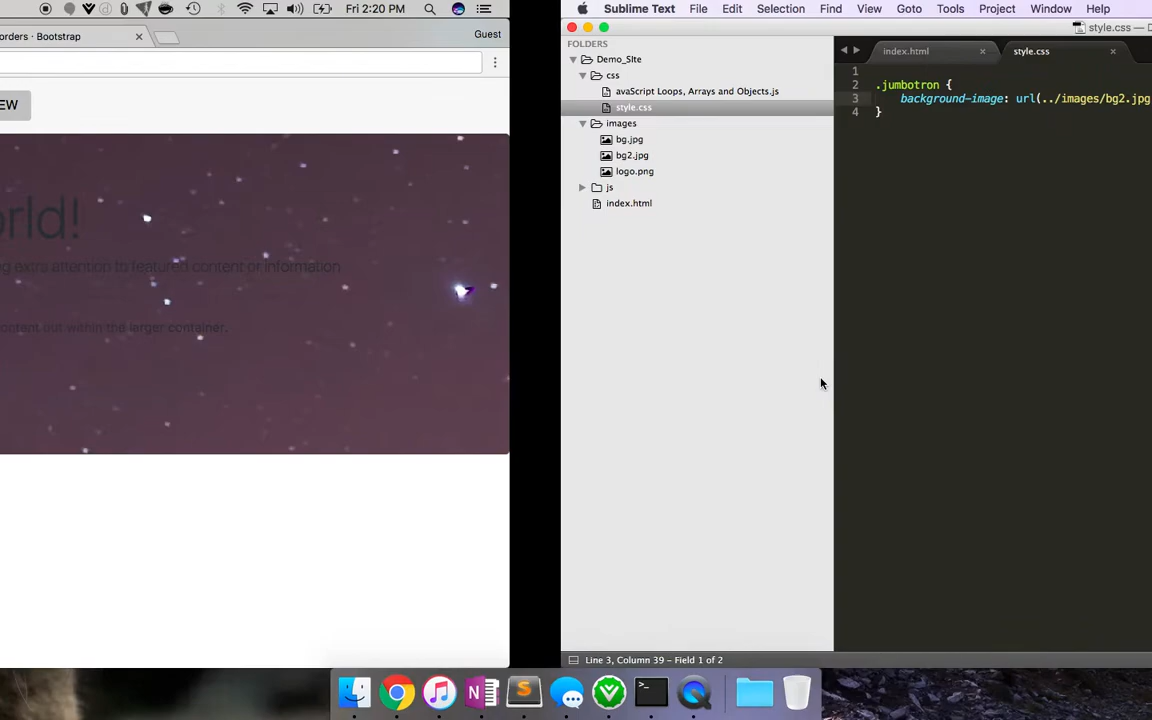 Fri 2:20 PM
Sublime Text File Edit Selection Find View Goto Tools Project Window Help
orders · Bootstrap
Guest
EW
orld!
g extra attention to featured content or information
content out within the larger container.
style.css
FOLDERS
Demo_SIte
css
avaScript Loops, Arrays and Objects.js
style.css
images
bg.jpg
bg2.jpg
logo.png
js
index.html
index.html
style.css
1
2 .jumbotron {
3 background-image: url(../images/bg2.jpg
4 }
Line 3, Column 39 - Field 1 of 2